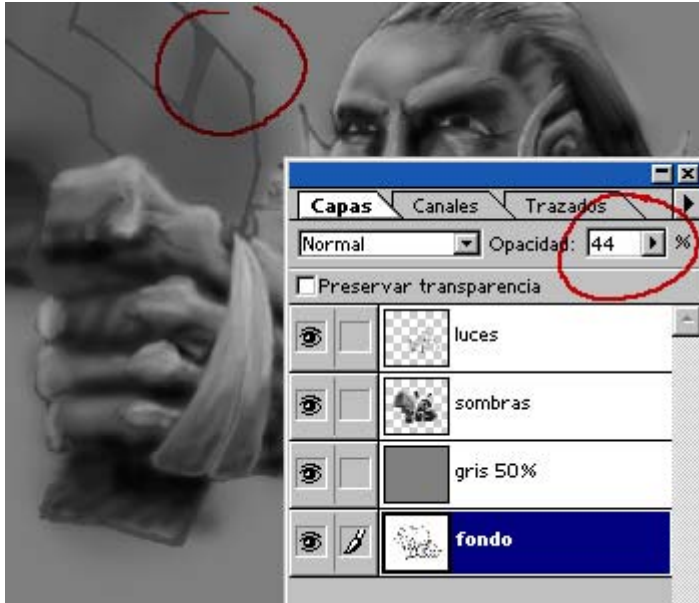 Capas Canales Trazados
Normal Opacidad: 44 %
Preservar transparencia
luces
sombras
gris 50%
fondo